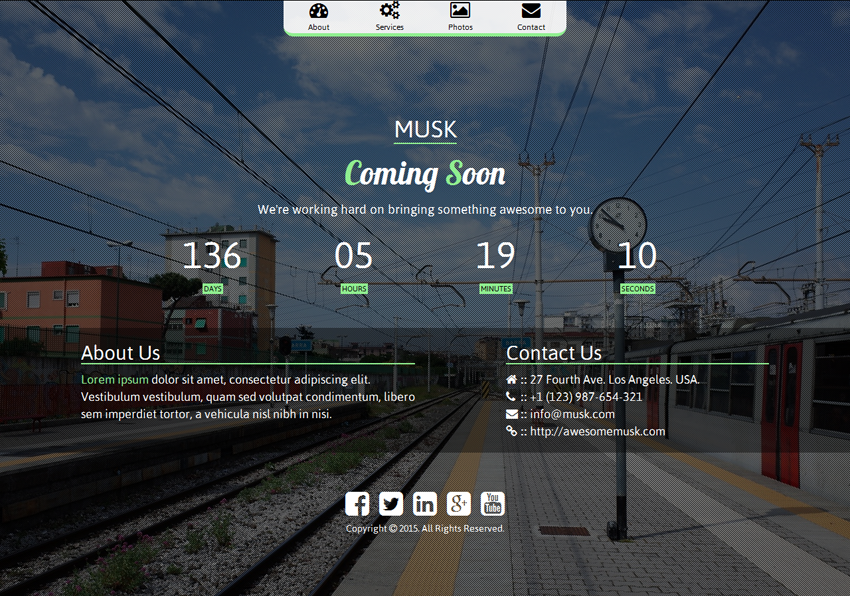 About Services Photos Contact
MUSK
Coming Soon
We're working hard on bringing something awesome to you.
136 05 19 10
DAYS HOURS MINUTES SECONDS
About Us
Lorem ipsum dolor sit amet, consectetur adipiscing elit.
Vestibulum vestibulum, quam sed volutpat condimentum, libero
sem imperdiet tortor, a vehicula nisl nibh in nisi.
Contact Us
:: 27 Fourth Ave. Los Angeles. USA.
:: +1 (123) 987-654-321
:: info@musk.com
:: http://awesomemusk.com
f in g+ You Tube
Copyright © 2015. All Rights Reserved.